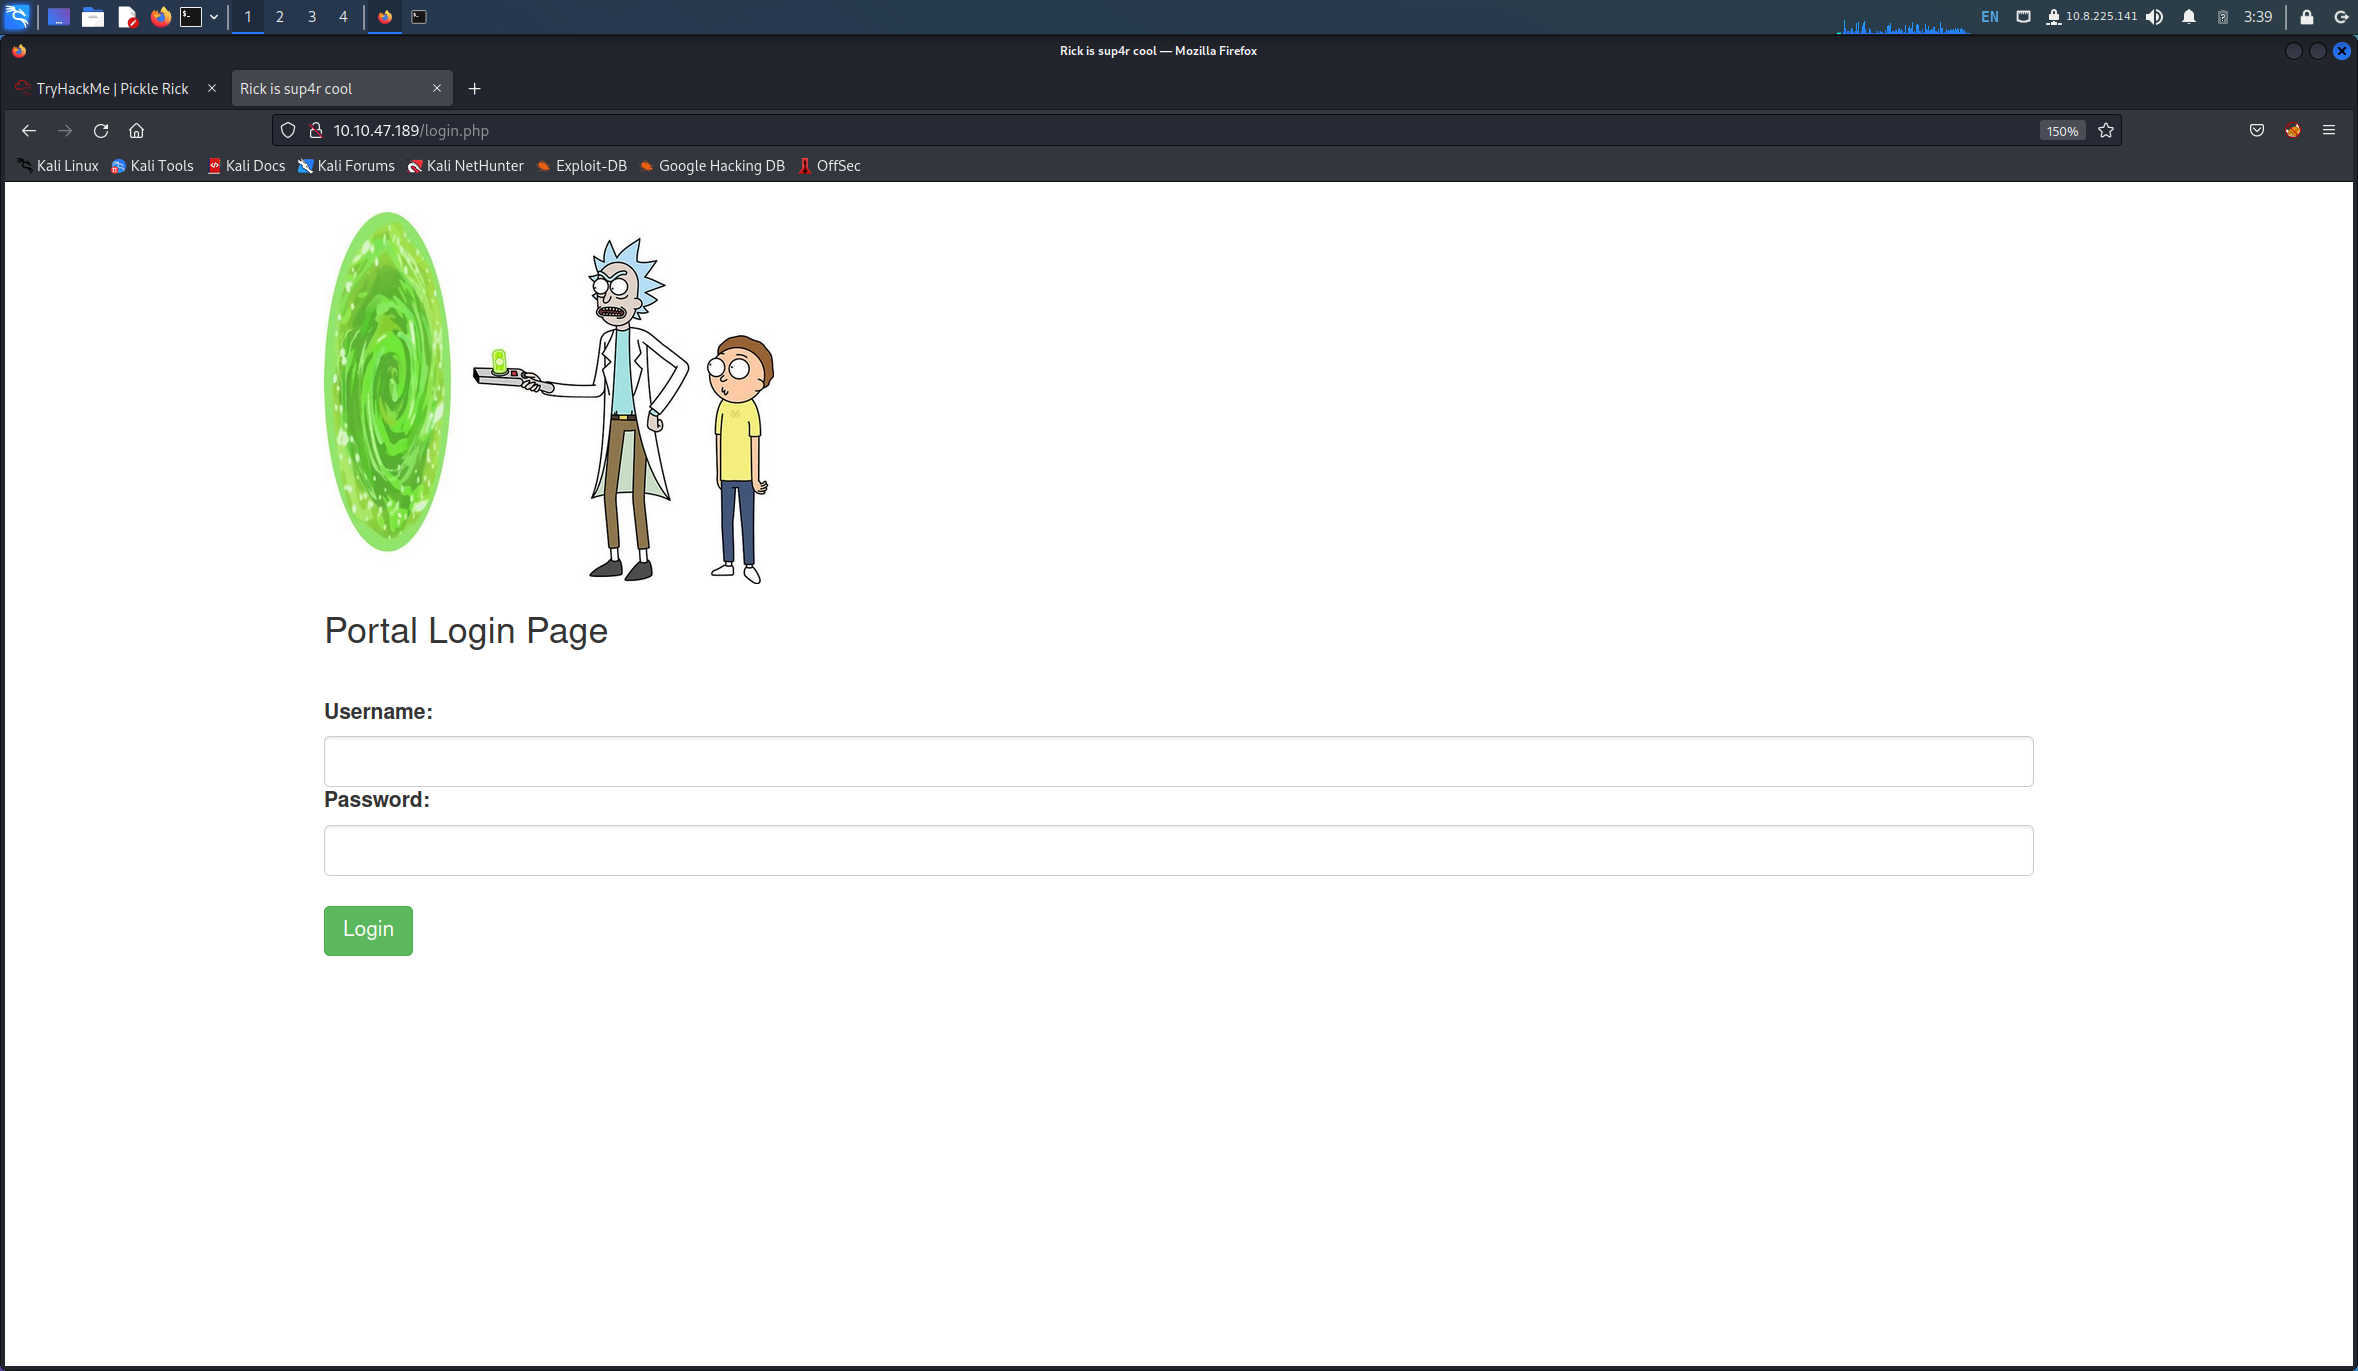 1 2 3 4 EN 10.8.225.141 3:39
Rick is sup4r cool — Mozilla Firefox
TryHackMe | Pickle Rick Rick is sup4r cool
10.10.47.189/login.php 150%
Kali Linux Kali Tools Kali Docs Kali Forums Kali NetHunter Exploit-DB Google Hacking DB OffSec
Portal Login Page
Username:
Password:
Login